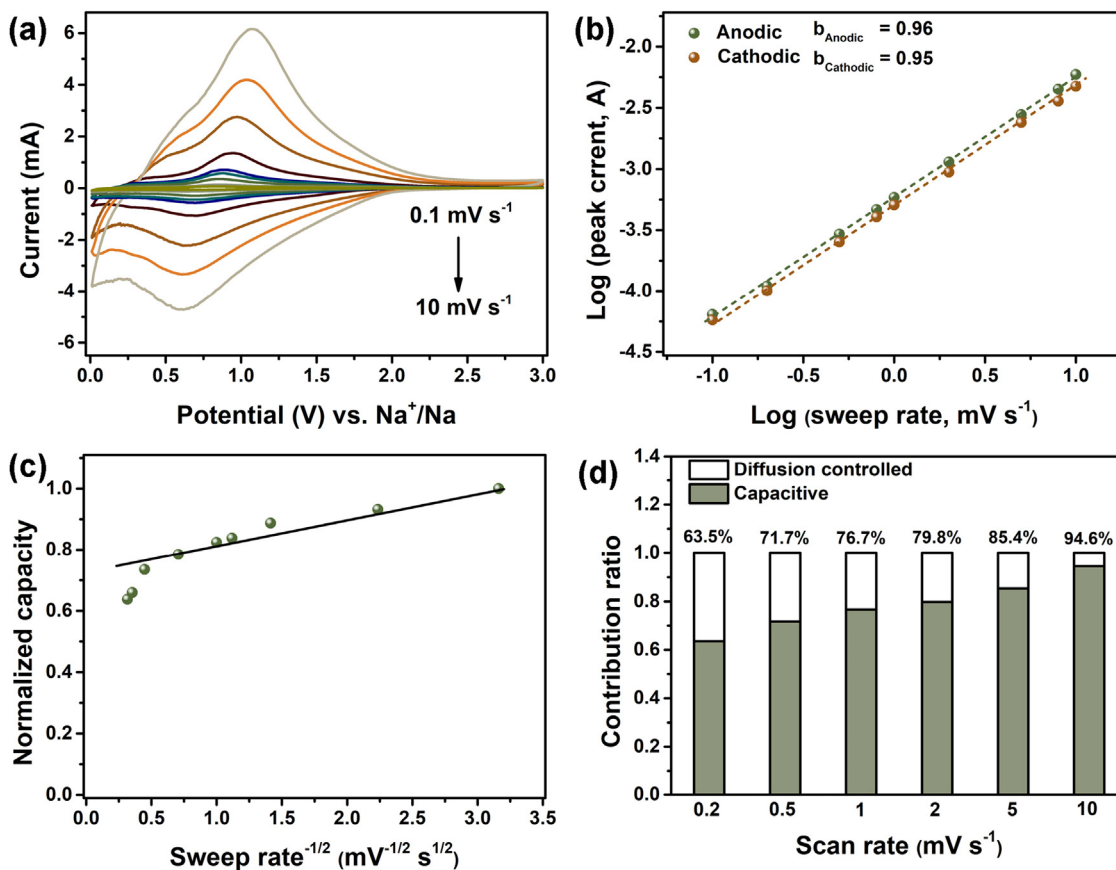 (a)
6
4
2
0
-2
-4
-6
Current (mA)
0.1 mV s⁻¹
10 mV s⁻¹
0.0 0.5 1.0 1.5 2.0 2.5 3.0
Potential (V) vs. Na⁺/Na
(b)
Anodic b_Anodic = 0.96
Cathodic b_Cathodic = 0.95
-2.0
-2.5
-3.0
-3.5
-4.0
-4.5
Log (peak crrent, A)
-1.0 -0.5 0.0 0.5 1.0
Log (sweep rate, mV s⁻¹)
(c)
1.0
0.8
0.6
0.4
0.2
0.0
Normalized capacity
0.0 0.5 1.0 1.5 2.0 2.5 3.0 3.5
Sweep rate⁻¹/² (mV⁻¹/² s¹/²)
(d)
Diffusion controlled
Capacitive
1.4
1.2
1.0
0.8
0.6
0.4
0.2
0.0
Contribution ratio
63.5% 71.7% 76.7% 79.8% 85.4% 94.6%
0.2 0.5 1 2 5 10
Scan rate (mV s⁻¹)